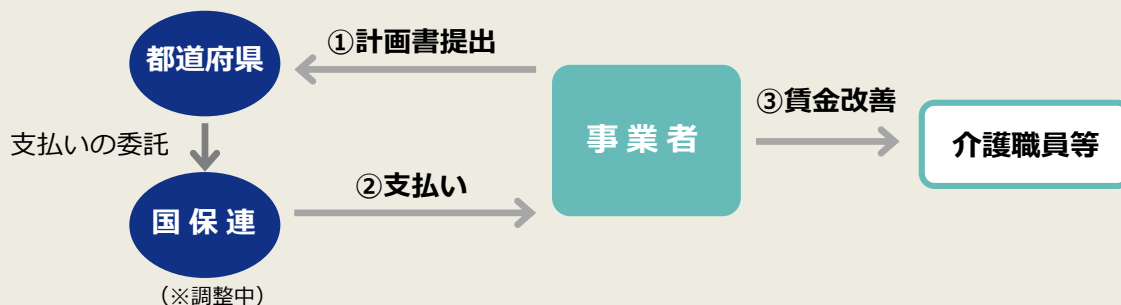 都道府県
①計画書提出
事業者
③賃金改善
介護職員等
支払いの委託
②支払い
国保連
（※調整中）